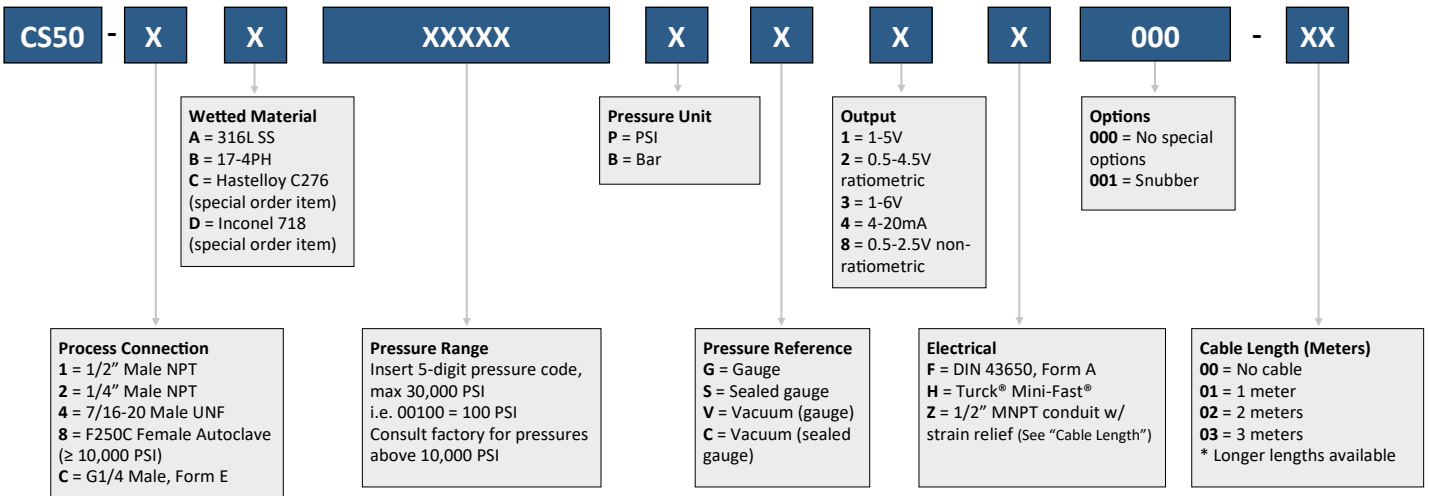 CS50 - X X XXXXX X X X X 000 - XX
Wetted Material
A = 316L SS
B = 17-4PH
C = Hastelloy C276
(special order item)
D = Inconel 718
(special order item)
Pressure Unit
P = PSI
B = Bar
Output
1 = 1-5V
2 = 0.5-4.5V
ratiometric
3 = 1-6V
4 = 4-20mA
8 = 0.5-2.5V non-
ratiometric
Options
000 = No special
options
001 = Snubber
Process Connection
1 = 1/2” Male NPT
2 = 1/4” Male NPT
4 = 7/16-20 Male UNF
8 = F250C Female Autoclave
(≥ 10,000 PSI)
C = G1/4 Male, Form E
Pressure Range
Insert 5-digit pressure code,
max 30,000 PSI
i.e. 00100 = 100 PSI
Consult factory for pressures
above 10,000 PSI
Pressure Reference
G = Gauge
S = Sealed gauge
V = Vacuum (gauge)
C = Vacuum (sealed
gauge)
Electrical
F = DIN 43650, Form A
H = Turck® Mini-Fast®
Z = 1/2” MNPT conduit w/
strain relief (See “Cable Length”)
Cable Length (Meters)
00 = No cable
01 = 1 meter
02 = 2 meters
03 = 3 meters
* Longer lengths available